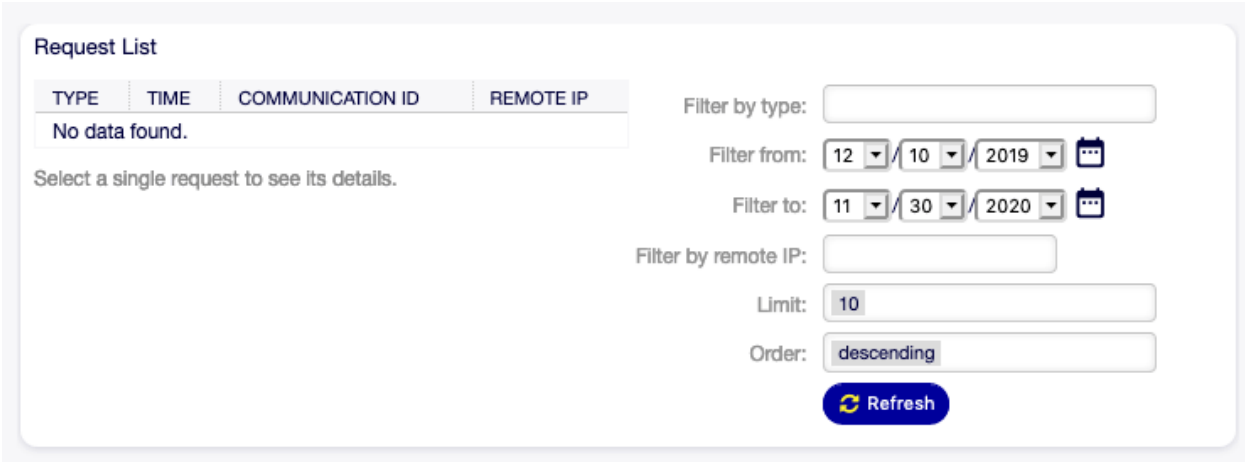 Request List
TYPE TIME COMMUNICATION ID REMOTE IP
No data found.
Select a single request to see its details.
Filter by type:
Filter from: 12 / 10 / 2019
Filter to: 11 / 30 / 2020
Filter by remote IP:
Limit: 10
Order: descending
Refresh